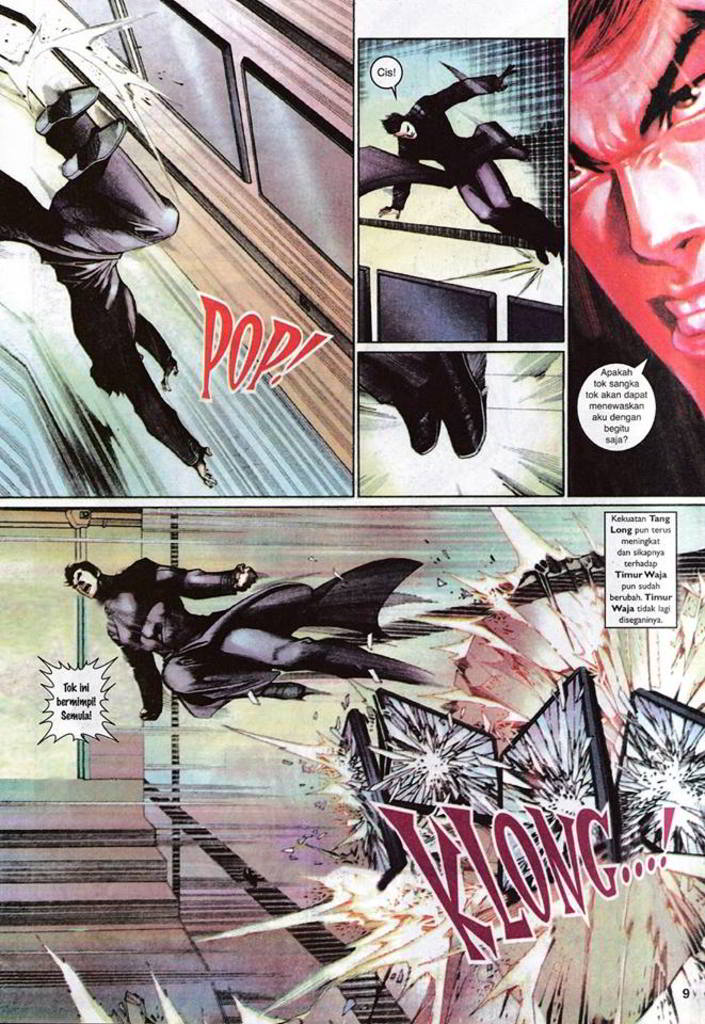 POP!
Cis!
Apakah
tok sangka
tok akan dapat
menewaskan
aku dengan
begitu
saja?
Kekuatan Tang
Long pun terus
meningkat
dan sikapnya
terhadap
Timur Waja
pun sudah
berubah. Timur
Waja tidak lagi
diseganinya.
Tok ini
bermimpi!
Semula!
KLONG....!
9